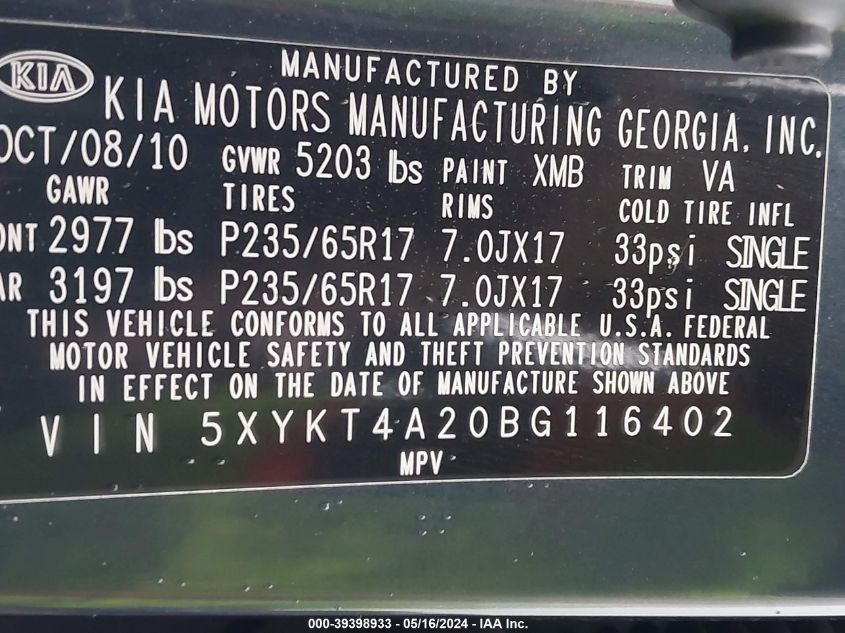 MANUFACTURED BY
KIA KIA MOTORS MANUFACTURING GEORGIA, INC.
OCT/08/10 GVWR 5203 lbs PAINT XMB TRIM VA
GAWR TIRES RIMS COLD TIRE INFL
ONT 2977 lbs P235/65R17 7.0JX17 33psi SINGLE
AR 3197 lbs P235/65R17 7.0JX17 33psi SINGLE
THIS VEHICLE CONFORMS TO ALL APPLICABLE U.S.A. FEDERAL
MOTOR VEHICLE SAFETY AND THEFT PREVENTION STANDARDS
IN EFFECT ON THE DATE OF MANUFACTURE SHOWN ABOVE
VIN 5XYKT4A20BG116402
MPV
000-39398933 - 05/16/2024 - IAA Inc.